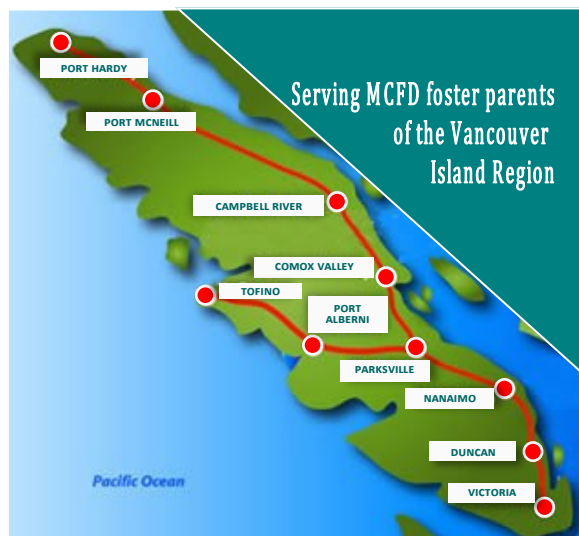 Serving MCFD foster parents
of the Vancouver
Island Region
PORT HARDY
PORT MCNEILL
CAMPBELL RIVER
COMOX VALLEY
TOFINO
PORT
ALBERNI
PARKSVILLE
NANAIMO
DUNCAN
VICTORIA
Pacific Ocean